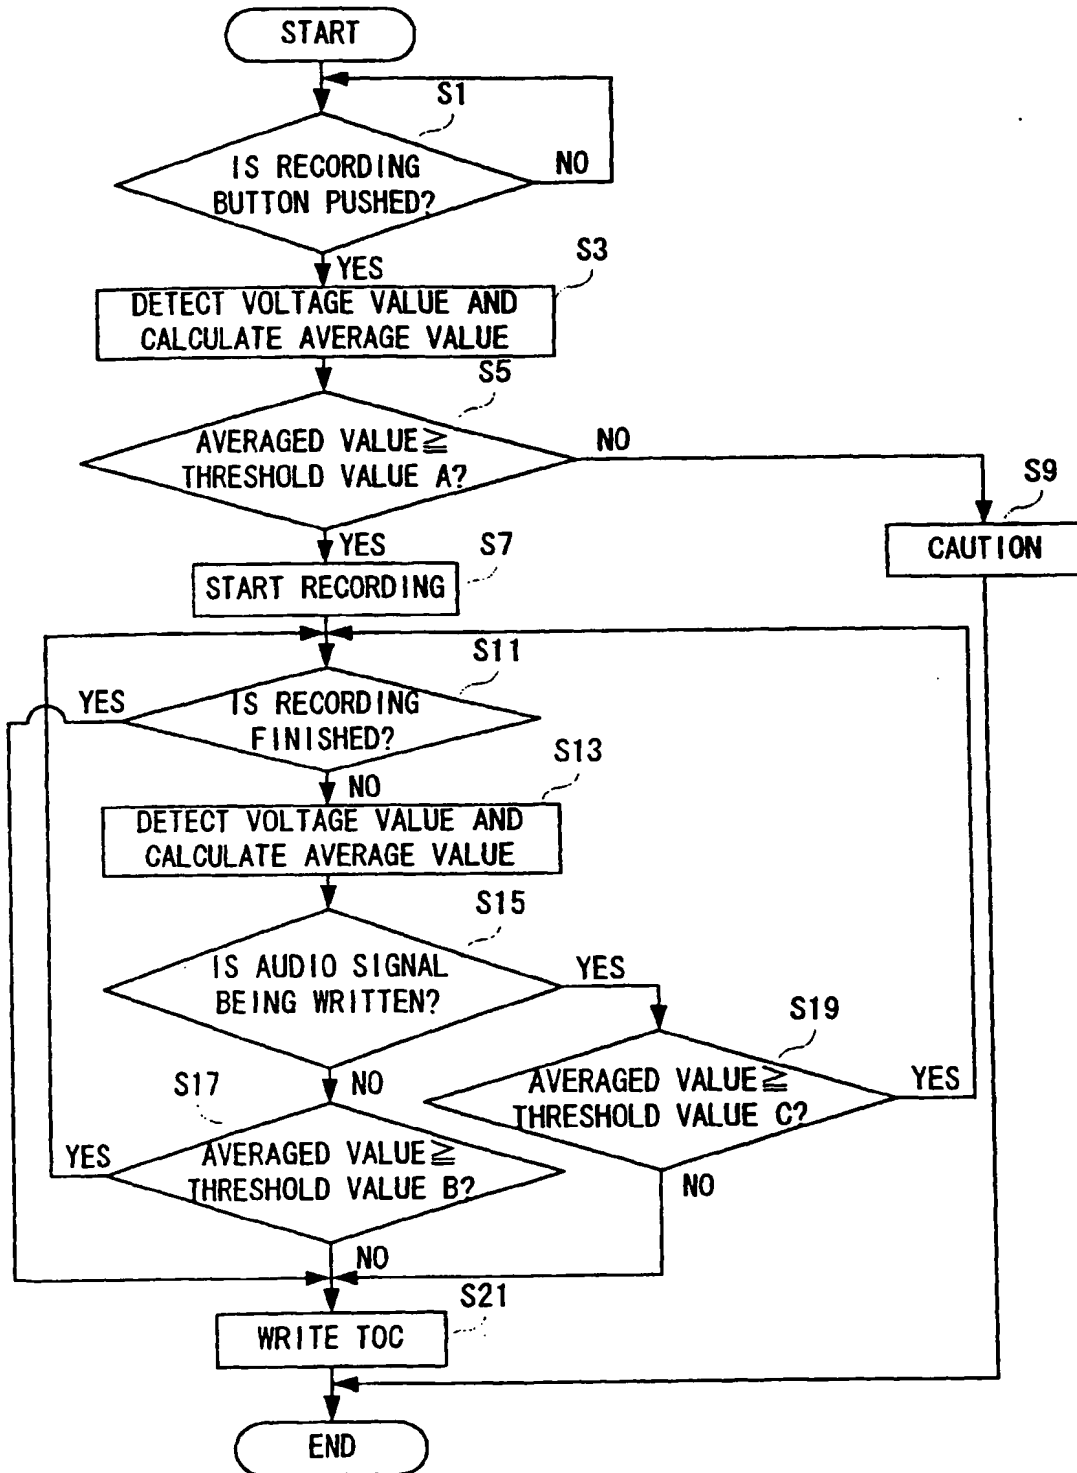 START
S1
IS RECORDING
BUTTON PUSHED?
NO
YES
S3
DETECT VOLTAGE VALUE AND
CALCULATE AVERAGE VALUE
S5
AVERAGED VALUE≧
THRESHOLD VALUE A?
NO
YES
S9
CAUTION
S7
START RECORDING
S11
IS RECORDING
FINISHED?
YES
NO
S13
DETECT VOLTAGE VALUE AND
CALCULATE AVERAGE VALUE
S15
IS AUDIO SIGNAL
BEING WRITTEN?
YES
NO
S19
AVERAGED VALUE≧
THRESHOLD VALUE C?
YES
NO
S17
AVERAGED VALUE≧
THRESHOLD VALUE B?
YES
NO
S21
WRITE TOC
END